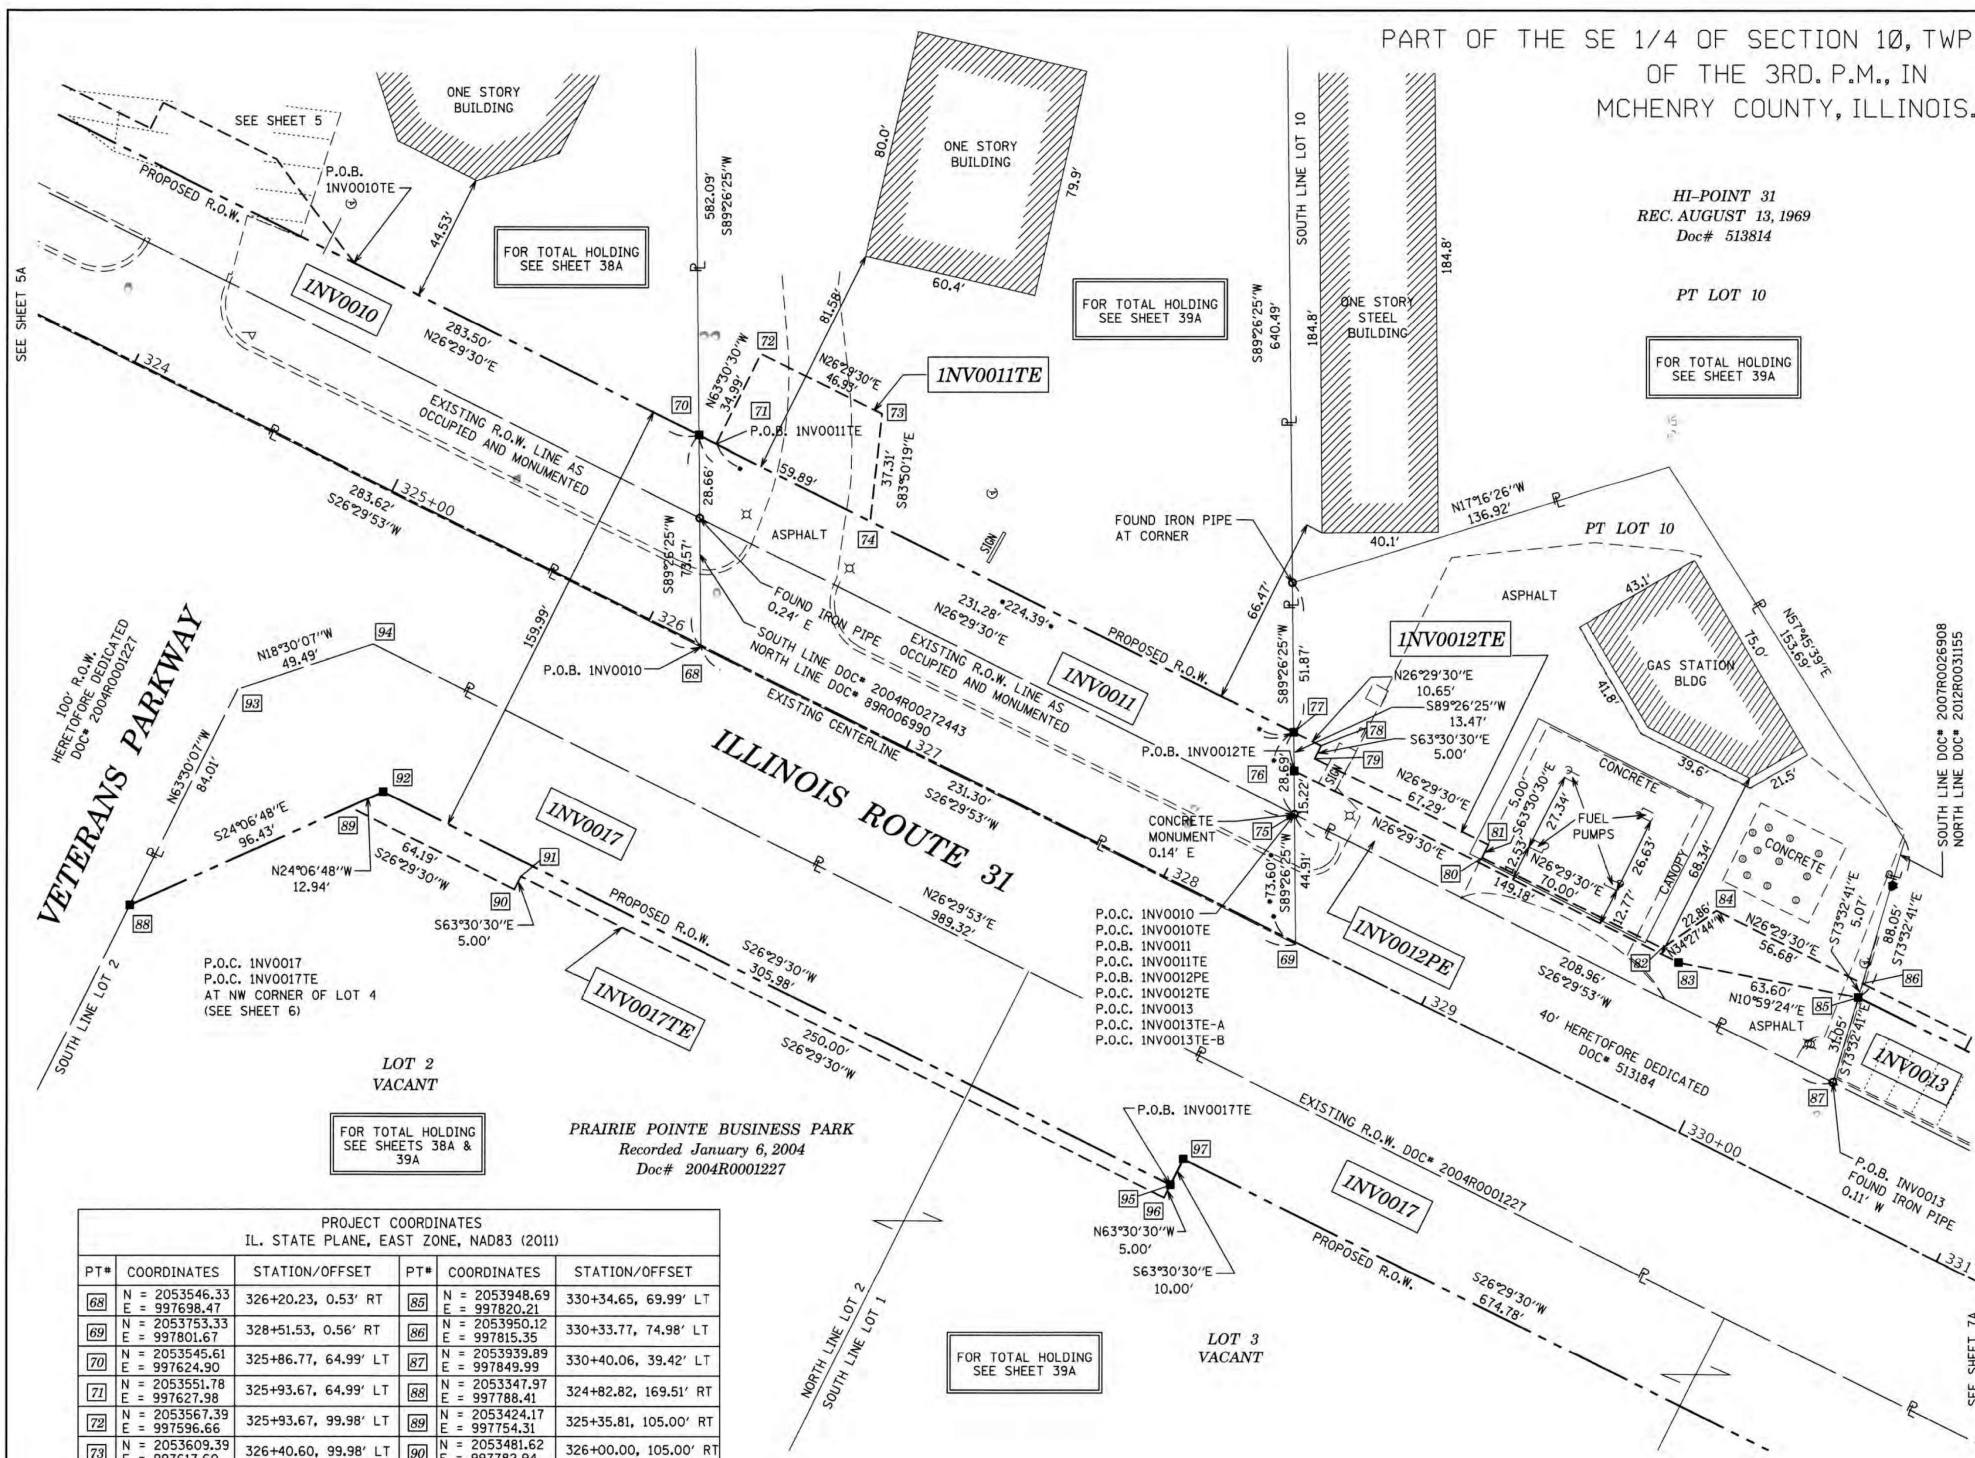 PART OF THE SE 1/4 OF SECTION 10, TWP
OF THE 3RD. P.M., IN
MCHENRY COUNTY, ILLINOIS.
HI-POINT 31
REC. AUGUST 13, 1969
Doc# 513814
PT LOT 10
FOR TOTAL HOLDING
SEE SHEET 39A
SEE SHEET 5
ONE STORY
BUILDING
P.O.B.
1NV0010TE
PROPOSED R.O.W.
44.53'
FOR TOTAL HOLDING
SEE SHEET 38A
582.09'
S89°26'25"W
80.0'
ONE STORY
BUILDING
79.9'
60.4'
81.58'
FOR TOTAL HOLDING
SEE SHEET 39A
SOUTH LINE LOT 10
S89°26'25"W
640.49'
184.8'
ONE STORY
STEEL
BUILDING
184.8'
40.1'
SEE SHEET 5A
1NV0010
283.50'
N26°29'30"E
324
EXISTING R.O.W. LINE AS
OCCUPIED AND MONUMENTED
325+00
283.62'
S26°29'53"W
70
N63°30'30"W
34.99'
72
71
N26°29'30"E
46.93'
73
1NV0011TE
P.O.B. 1NV0011TE
37.31'
S83°50'19"E
59.89'
28.66'
S89°26'25"W
73.57'
ASPHALT
74
SIGN
FOUND IRON PIPE
AT CORNER
N17°16'26"W
136.92'
PT LOT 10
ASPHALT
43.1'
75.0'
N57°45'39"E
153.69'
GAS STATION
BLDG
41.8'
39.6'
21.5'
SOUTH LINE DOC# 2007R0026908
NORTH LINE DOC# 2012R0031155
100' R.O.W.
HERETOFORE DEDICATED
DOC# 2004R0001227
VETERANS PARKWAY
N18°30'07"W
49.49'
94
93
N63°30'07"W
84.01'
159.99'
326
P.O.B. 1NV0010
68
FOUND IRON PIPE
0.24' E
SOUTH LINE DOC# 2004R00272443
NORTH LINE DOC# 89R006990
EXISTING CENTERLINE
327
231.28' *224.39'*
N26°29'30"E
EXISTING R.O.W. LINE AS
OCCUPIED AND MONUMENTED
PROPOSED R.O.W.
1NV0011
66.47'
S89°26'25"W
51.87'
1NV0012TE
N26°29'30"E
10.65'
S89°26'25"W
13.47'
S63°30'30"E
5.00'
77
78
79
P.O.B. 1NV0012TE
76
28.69'
15.22'
SIGN
CONCRETE
MONUMENT
0.14' E
75
*73.60'*
S89°26'25"W
44.91'
N26°29'30"E
67.29'
N26°29'30"E
149.18'
80
81
5.00'
S63°30'30"E
12.53'
27.34'
FUEL
PUMPS
CONCRETE
N26°29'30"E
70.00'
26.63'
12.77'
CANOPY
68.34'
CONCRETE
82
83
22.86'
N34°27'44"W
84
N26°29'30"E
56.68'
S73°32'41"E
5.07'
88.05'
S73°32'41"E
63.60'
N10°59'24"E
85
86
ASPHALT
31.05'
S73°32'41"E
1NV0013
87
P.O.B. 1NV0013
FOUND IRON PIPE
0.11' W
ILLINOIS ROUTE 31
231.30'
S26°29'53"W
328
69
1NV0012PE
329
208.96'
S26°29'53"W
40' HERETOFORE DEDICATED
DOC# 513184
330+00
331
92
S24°06'48"E
96.43'
89
N24°06'48"W
12.94'
64.19'
S26°29'30"W
91
90
S63°30'30"E
5.00'
1NV0017
PROPOSED R.O.W.
N26°29'53"E
989.32'
S26°29'30"W
305.98'
250.00'
S26°29'30"W
1NV0017TE
88
SOUTH LINE LOT 2
P.O.C. 1NV0017
P.O.C. 1NV0017TE
AT NW CORNER OF LOT 4
(SEE SHEET 6)
P.O.C. 1NV0010
P.O.C. 1NV0010TE
P.O.B. 1NV0011
P.O.C. 1NV0011TE
P.O.B. 1NV0012PE
P.O.C. 1NV0012TE
P.O.C. 1NV0013
P.O.C. 1NV0013TE-A
P.O.C. 1NV0013TE-B
LOT 2
VACANT
FOR TOTAL HOLDING
SEE SHEETS 38A &
39A
PRAIRIE POINTE BUSINESS PARK
Recorded January 6, 2004
Doc# 2004R0001227
P.O.B. 1NV0017TE
97
95
96
N63°30'30"W
5.00'
S63°30'30"E
10.00'
EXISTING R.O.W. DOC# 2004R0001227
1NV0017
PROPOSED R.O.W.
S26°29'30"W
674.78'
NORTH LINE LOT 2
SOUTH LINE LOT 1
FOR TOTAL HOLDING
SEE SHEET 39A
LOT 3
VACANT
SEE SHEET 7A
PROJECT COORDINATES
IL. STATE PLANE, EAST ZONE, NAD83 (2011)
PT# COORDINATES STATION/OFFSET PT# COORDINATES STATION/OFFSET
68 N = 2053546.33 E = 997698.47 326+20.23, 0.53' RT 85 N = 2053948.69 E = 997820.21 330+34.65, 69.99' LT
69 N = 2053753.33 E = 997801.67 328+51.53, 0.56' RT 86 N = 2053950.12 E = 997815.35 330+33.77, 74.98' LT
70 N = 2053545.61 E = 997624.90 325+86.77, 64.99' LT 87 N = 2053939.89 E = 997849.99 330+40.06, 39.42' LT
71 N = 2053551.78 E = 997627.98 325+93.67, 64.99' LT 88 N = 2053347.97 E = 997788.41 324+82.82, 169.51' RT
72 N = 2053567.39 E = 997596.66 325+93.67, 99.98' LT 89 N = 2053424.17 E = 997754.31 325+35.81, 105.00' RT
73 N = 2053609.39 326+40.60, 99.98' LT 90 N = 2053481.62 326+00.00, 105.00' RT